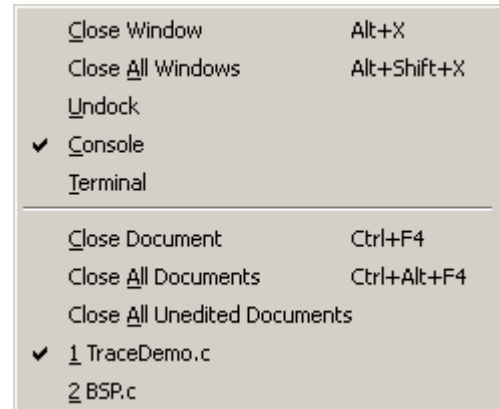 Close Window Alt+X
Close All Windows Alt+Shift+X
Undock
Console
Terminal
Close Document Ctrl+F4
Close All Documents Ctrl+Alt+F4
Close All Unedited Documents
1 TraceDemo.c
2 BSP.c